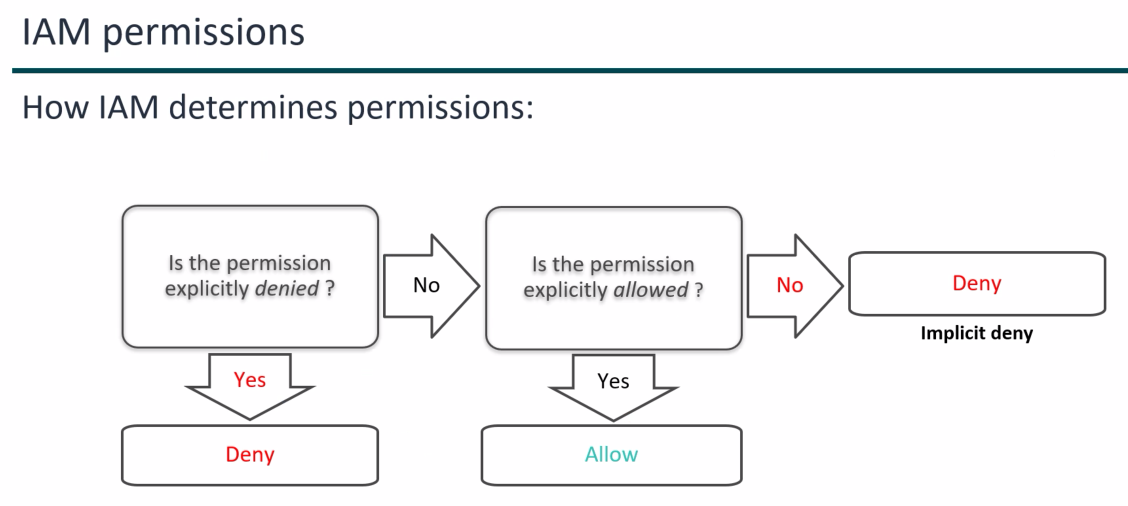 IAM permissions
How IAM determines permissions:
Is the permission
explicitly denied ?
No
Is the permission
explicitly allowed ?
No
Deny
Implicit deny
Yes
Yes
Deny
Allow